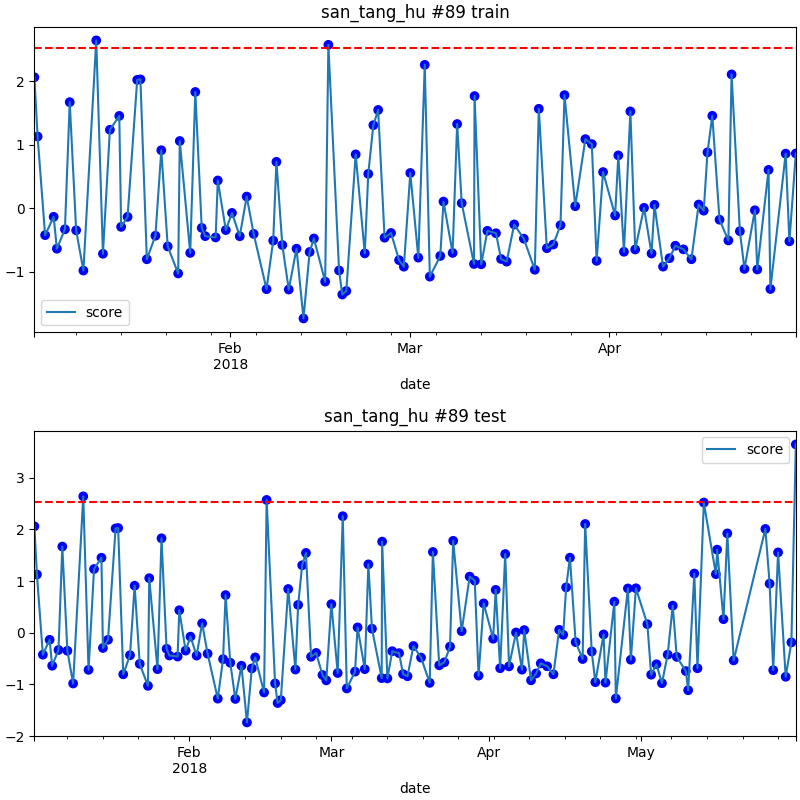 san_tang_hu #89 train
2
1
0
−1
score
Feb
2018
Mar
Apr
date
san_tang_hu #89 test
score
3
2
1
0
−1
−2
Feb
2018
Mar
Apr
May
date